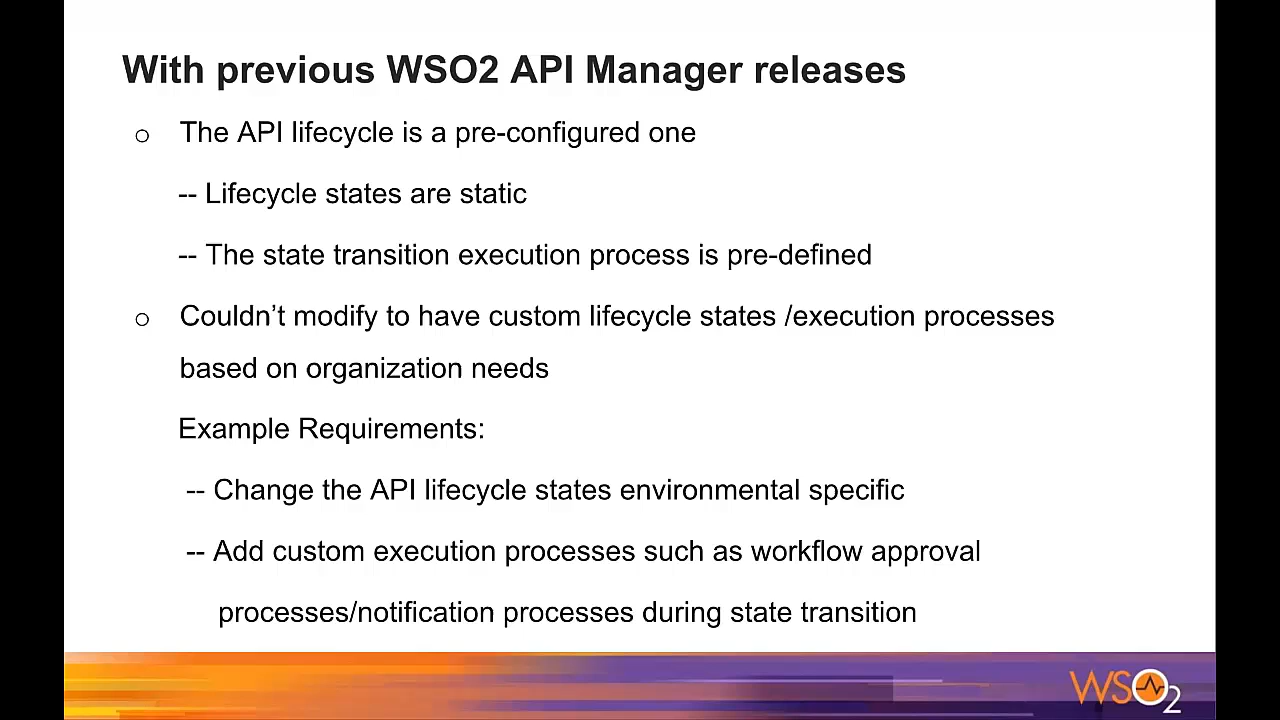 With previous WSO2 API Manager releases
o The API lifecycle is a pre-configured one
-- Lifecycle states are static
-- The state transition execution process is pre-defined
o Couldn’t modify to have custom lifecycle states /execution processes
based on organization needs
Example Requirements:
-- Change the API lifecycle states environmental specific
-- Add custom execution processes such as workflow approval
processes/notification processes during state transition
WSO2